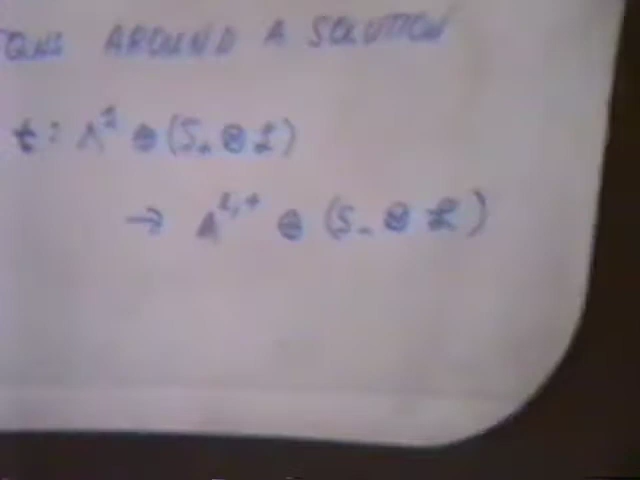 AROUND A SOLUTION
t: Λ¹ ⊕ (S₊ ⊗ L)
→ Λ²,⁺ ⊕ (S₋ ⊗ L)